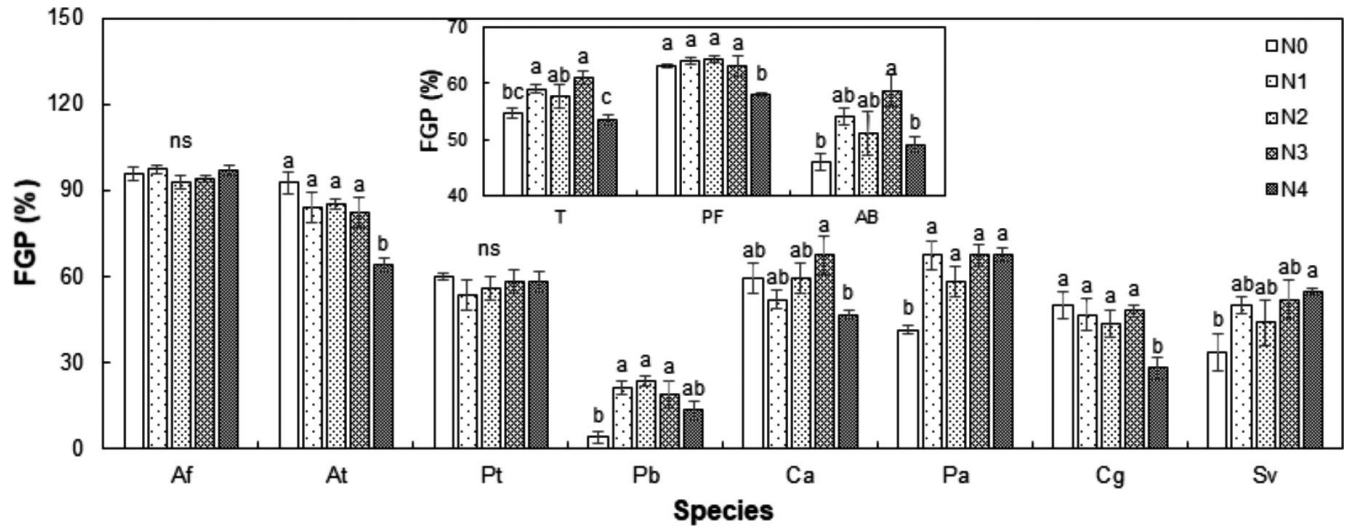 150
120
90
60
30
0
FGP (%)
70
60
50
40
FGP (%)
bc a ab a c
a a a a b
b ab ab a b
T PF AB
N0
N1
N2
N3
N4
ns
a a a a b
ns
b a a a ab
ab ab ab a b
b a a a a
a a a a b
b ab ab ab a
Af At Pt Pb Ca Pa Cg Sv
Species